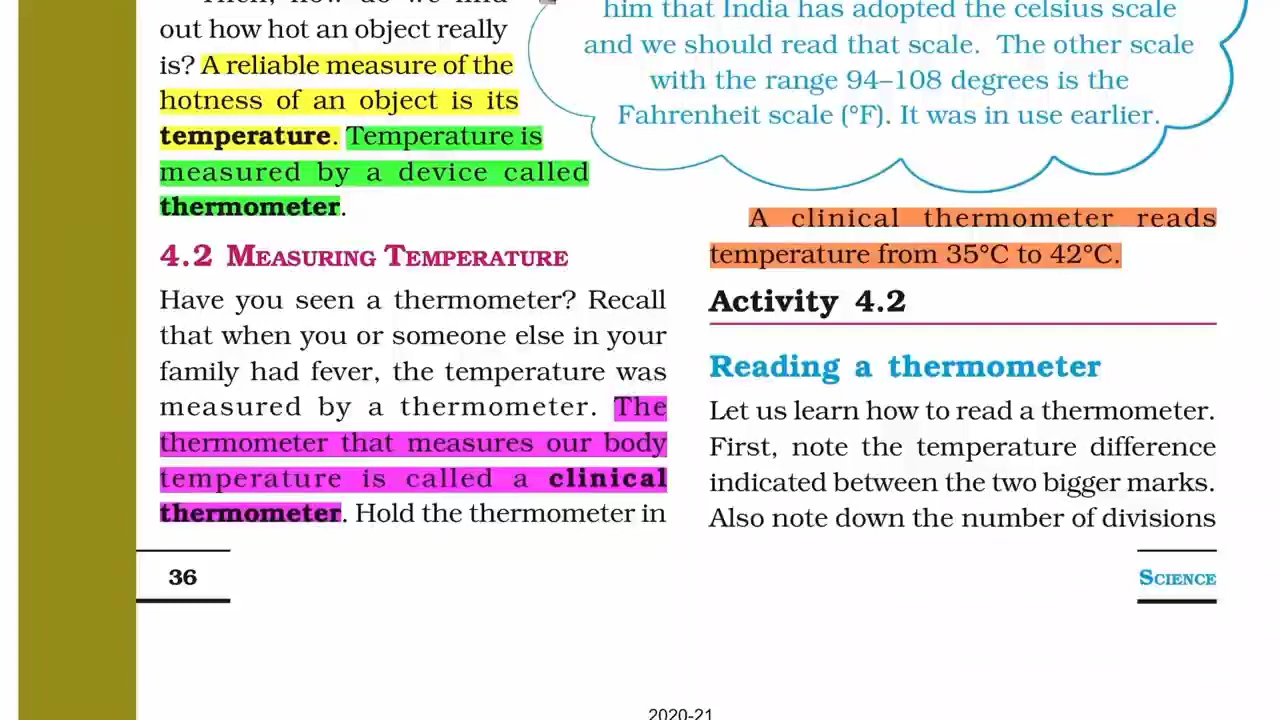 Then, how do we find
out how hot an object really
is? A reliable measure of the
hotness of an object is its
temperature. Temperature is
measured by a device called
thermometer.
4.2 MEASURING TEMPERATURE
Have you seen a thermometer? Recall
that when you or someone else in your
family had fever, the temperature was
measured by a thermometer. The
thermometer that measures our body
temperature is called a clinical
thermometer. Hold the thermometer in
him that India has adopted the celsius scale
and we should read that scale. The other scale
with the range 94–108 degrees is the
Fahrenheit scale (°F). It was in use earlier.
A clinical thermometer reads
temperature from 35°C to 42°C.
Activity 4.2
Reading a thermometer
Let us learn how to read a thermometer.
First, note the temperature difference
indicated between the two bigger marks.
Also note down the number of divisions
36
SCIENCE
2020-21